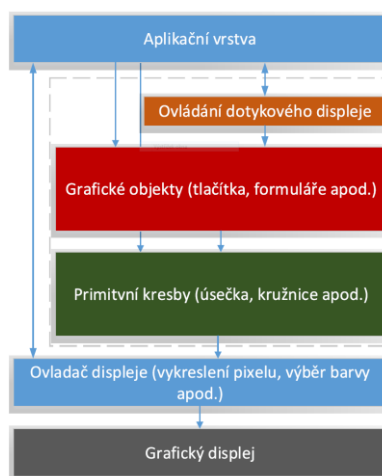 Aplikační vrstva
Ovládání dotykového displeje
Grafické objekty (tlačítka, formuláře apod.)
Primitvní kresby (úsečka, kružnice apod.)
Ovladač displeje (vykreslení pixelu, výběr barvy
apod.)
Grafický displej